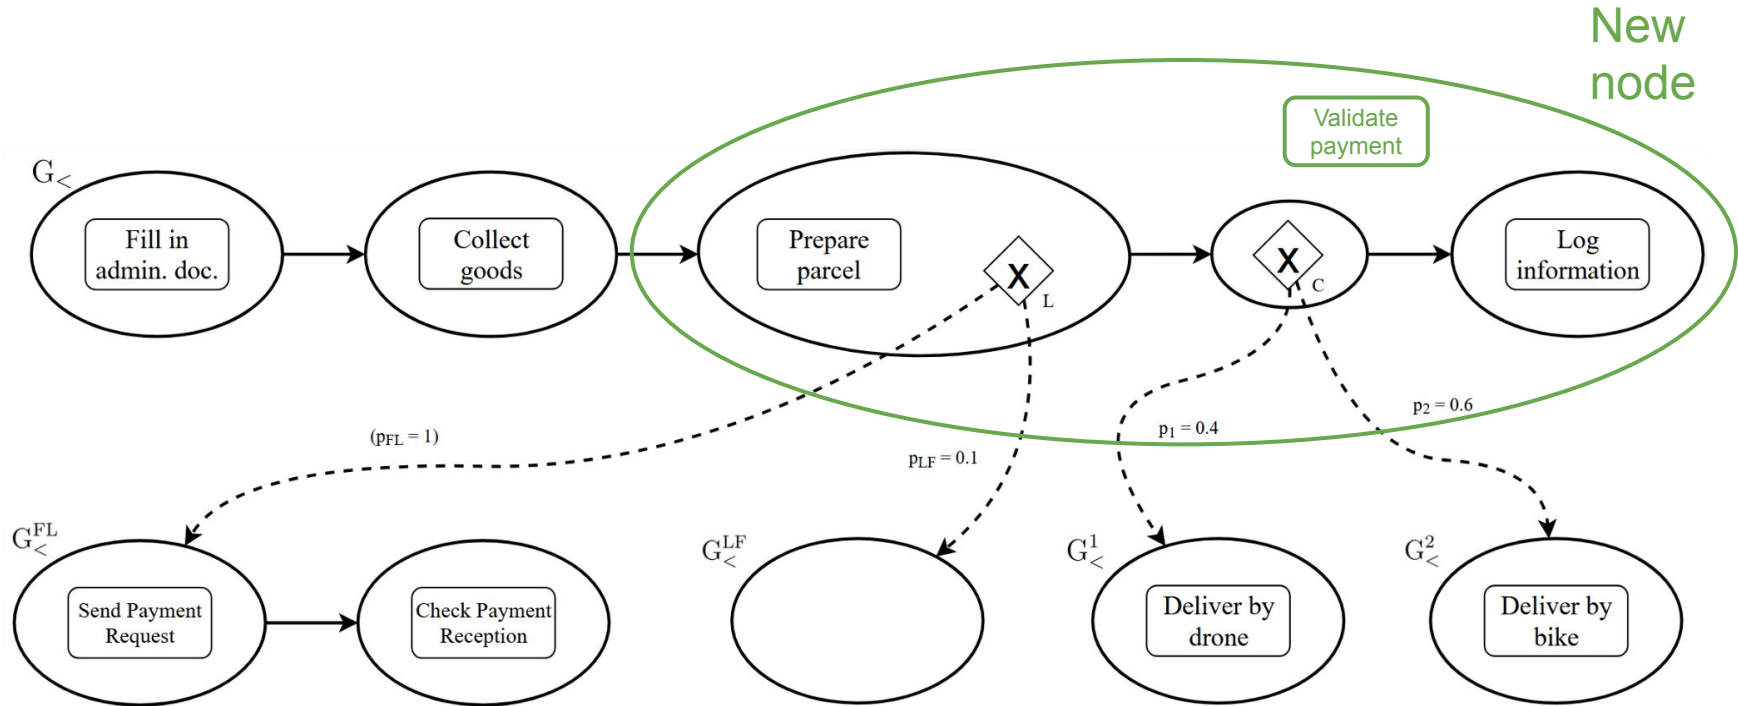 New
node
Validate
payment
G<
Fill in
admin. doc.
Collect
goods
Prepare
parcel
X
L
X
C
Log
information
(pFL = 1)
pLF = 0.1
p1 = 0.4
p2 = 0.6
GFL<
Send Payment
Request
Check Payment
Reception
GLF<
G1<
Deliver by
drone
G2<
Deliver by
bike